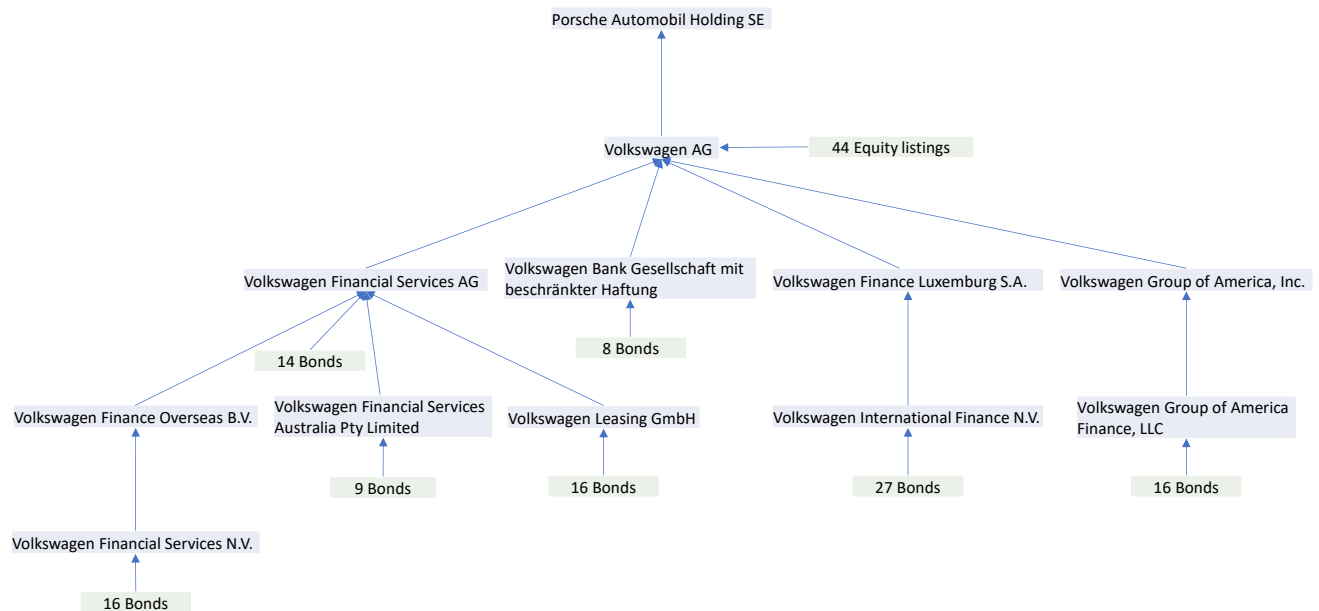 Porsche Automobil Holding SE
Volkswagen AG
44 Equity listings
Volkswagen Financial Services AG
Volkswagen Bank Gesellschaft mit
beschränkter Haftung
Volkswagen Finance Luxemburg S.A.
Volkswagen Group of America, Inc.
14 Bonds
8 Bonds
Volkswagen Finance Overseas B.V.
Volkswagen Financial Services
Australia Pty Limited
Volkswagen Leasing GmbH
Volkswagen International Finance N.V.
Volkswagen Group of America
Finance, LLC
9 Bonds
16 Bonds
27 Bonds
16 Bonds
Volkswagen Financial Services N.V.
16 Bonds